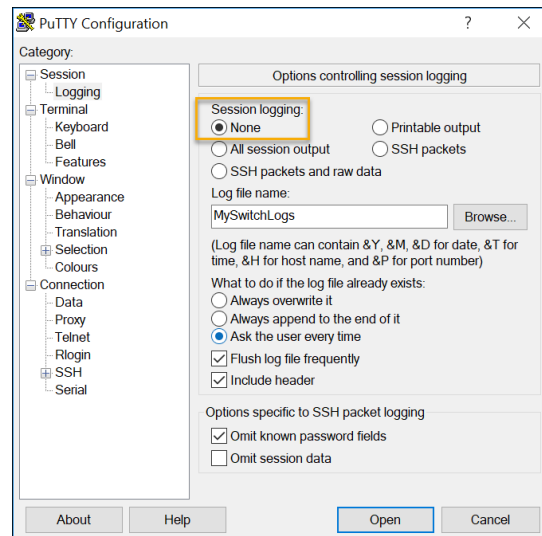 PuTTY Configuration
?
Category:
Session
Logging
Terminal
Keyboard
Bell
Features
Window
Appearance
Behaviour
Translation
Selection
Colours
Connection
Data
Proxy
Telnet
Rlogin
SSH
Serial
Options controlling session logging
Session logging:
None
Printable output
All session output
SSH packets
SSH packets and raw data
Log file name:
MySwitchLogs
Browse...
(Log file name can contain &Y, &M, &D for date, &T for
time, &H for host name, and &P for port number)
What to do if the log file already exists:
Always overwrite it
Always append to the end of it
Ask the user every time
Flush log file frequently
Include header
Options specific to SSH packet logging
Omit known password fields
Omit session data
About
Help
Open
Cancel